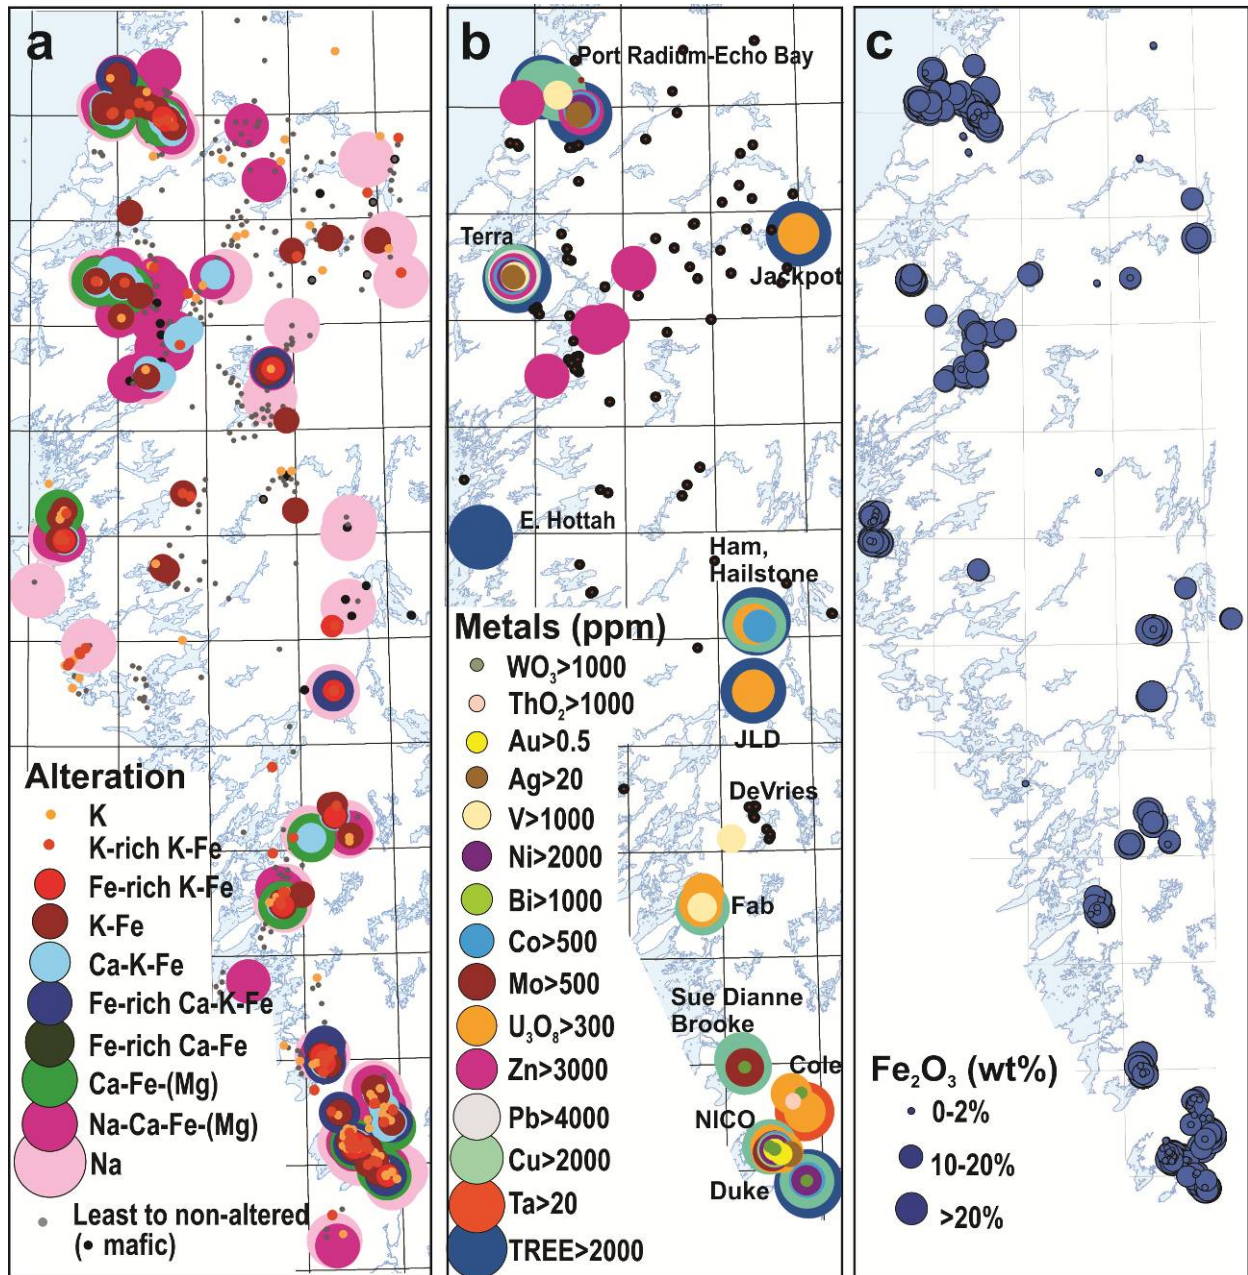 a
Alteration
K
K-rich K-Fe
Fe-rich K-Fe
K-Fe
Ca-K-Fe
Fe-rich Ca-K-Fe
Fe-rich Ca-Fe
Ca-Fe-(Mg)
Na-Ca-Fe-(Mg)
Na
Least to non-altered
(• mafic)
b
Port Radium-Echo Bay
Terra
Jackpot
E. Hottah
Ham,
Hailstone
JLD
DeVries
Fab
Sue Dianne
Brooke
Cole
NICO
Duke
Metals (ppm)
WO₃>1000
ThO₂>1000
Au>0.5
Ag>20
V>1000
Ni>2000
Bi>1000
Co>500
Mo>500
U₃O₈>300
Zn>3000
Pb>4000
Cu>2000
Ta>20
TREE>2000
c
Fe₂O₃ (wt%)
0-2%
10-20%
>20%